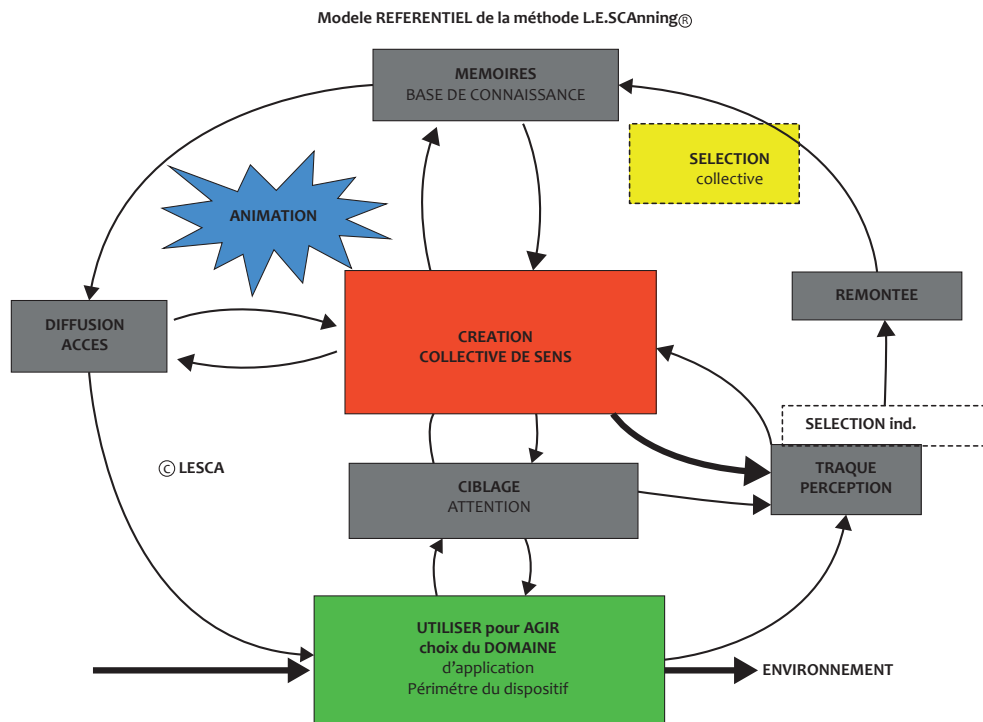 Modele REFERENTIEL de la méthode L.E.SCAnning®
MEMOIRES
BASE DE CONNAISSANCE
SELECTION
collective
ANIMATION
REMONTEE
DIFFUSION
ACCES
CREATION
COLLECTIVE DE SENS
SELECTION ind.
© LESCA
TRAQUE
PERCEPTION
CIBLAGE
ATTENTION
UTILISER pour AGIR
choix du DOMAINE
d'application
Périmétre du dispositif
ENVIRONNEMENT